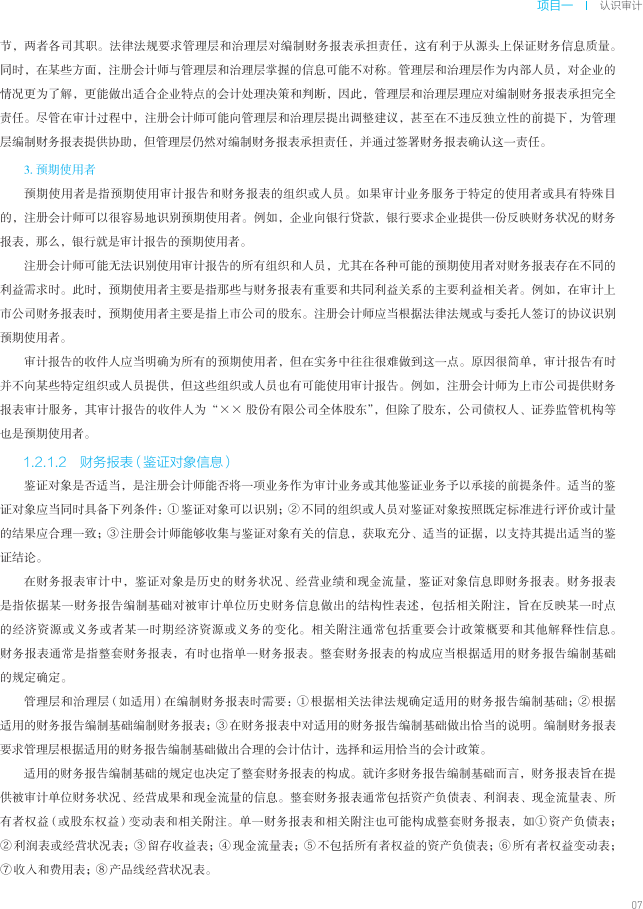 项目一 | 认识审计
节，两者各司其职。法律法规要求管理层和治理层对编制财务报表承担责任，这有利于从源头上保证财务信息质量。
同时，在某些方面，注册会计师与管理层和治理层掌握的信息可能不对称。管理层和治理层作为内部人员，对企业的
情况更为了解，更能做出适合企业特点的会计处理决策和判断，因此，管理层和治理层理应对编制财务报表承担完全
责任。尽管在审计过程中，注册会计师可能向管理层和治理层提出调整建议，甚至在不违反独立性的前提下，为管理
层编制财务报表提供协助，但管理层仍然对编制财务报表承担责任，并通过签署财务报表确认这一责任。
3. 预期使用者
预期使用者是指预期使用审计报告和财务报表的组织或人员。如果审计业务服务于特定的使用者或具有特殊目
的，注册会计师可以很容易地识别预期使用者。例如，企业向银行贷款，银行要求企业提供一份反映财务状况的财务
报表，那么，银行就是审计报告的预期使用者。
注册会计师可能无法识别使用审计报告的所有组织和人员，尤其在各种可能的预期使用者对财务报表存在不同的
利益需求时。此时，预期使用者主要是指那些与财务报表有重要和共同利益关系的主要利益相关者。例如，在审计上
市公司财务报表时，预期使用者主要是指上市公司的股东。注册会计师应当根据法律法规或与委托人签订的协议识别
预期使用者。
审计报告的收件人应当明确为所有的预期使用者，但在实务中往往很难做到这一点。原因很简单，审计报告有时
并不向某些特定组织或人员提供，但这些组织或人员也有可能使用审计报告。例如，注册会计师为上市公司提供财务
报表审计服务，其审计报告的收件人为“×× 股份有限公司全体股东”，但除了股东，公司债权人、证券监管机构等
也是预期使用者。
1.2.1.2 财务报表（鉴证对象信息）
鉴证对象是否适当，是注册会计师能否将一项业务作为审计业务或其他鉴证业务予以承接的前提条件。适当的鉴
证对象应当同时具备下列条件：①鉴证对象可以识别；②不同的组织或人员对鉴证对象按照既定标准进行评价或计量
的结果应合理一致；③注册会计师能够收集与鉴证对象有关的信息，获取充分、适当的证据，以支持其提出适当的鉴
证结论。
在财务报表审计中，鉴证对象是历史的财务状况、经营业绩和现金流量，鉴证对象信息即财务报表。财务报表
是指依据某一财务报告编制基础对被审计单位历史财务信息做出的结构性表述，包括相关附注，旨在反映某一时点
的经济资源或义务或者某一时期经济资源或义务的变化。相关附注通常包括重要会计政策概要和其他解释性信息。
财务报表通常是指整套财务报表，有时也指单一财务报表。整套财务报表的构成应当根据适用的财务报告编制基础
的规定确定。
管理层和治理层（如适用）在编制财务报表时需要：①根据相关法律法规确定适用的财务报告编制基础；②根据
适用的财务报告编制基础编制财务报表；③在财务报表中对适用的财务报告编制基础做出恰当的说明。编制财务报表
要求管理层根据适用的财务报告编制基础做出合理的会计估计，选择和运用恰当的会计政策。
适用的财务报告编制基础的规定也决定了整套财务报表的构成。就许多财务报告编制基础而言，财务报表旨在提
供被审计单位财务状况、经营成果和现金流量的信息。整套财务报表通常包括资产负债表、利润表、现金流量表、所
有者权益（或股东权益）变动表和相关附注。单一财务报表和相关附注也可能构成整套财务报表，如①资产负债表；
②利润表或经营状况表；③留存收益表；④现金流量表；⑤不包括所有者权益的资产负债表；⑥所有者权益变动表；
⑦收入和费用表；⑧产品线经营状况表。
07